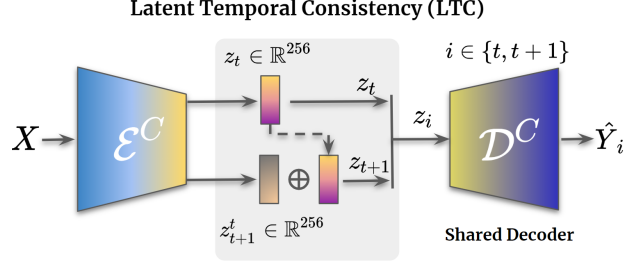 Latent Temporal Consistency (LTC)
z_t ∈ ℝ^256
i ∈ {t, t + 1}
z_t
X
ℰ^C
z_i
𝒟^C
Ŷ_i
⊕
z_{t+1}
z^t_{t+1} ∈ ℝ^256
Shared Decoder